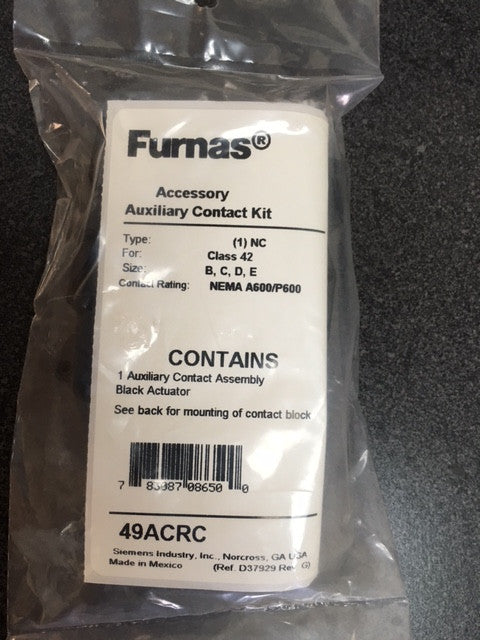 Furnas®
Accessory
Auxiliary Contact Kit
Type: (1) NC
For: Class 42
Size: B, C, D, E
Contact Rating: NEMA A600/P600
CONTAINS
1 Auxiliary Contact Assembly
Black Actuator
See back for mounting of contact block
7 83087 08650 0
49ACRC
Siemens Industry, Inc., Norcross, GA USA
Made in Mexico (Ref. D37929 Rev. G)